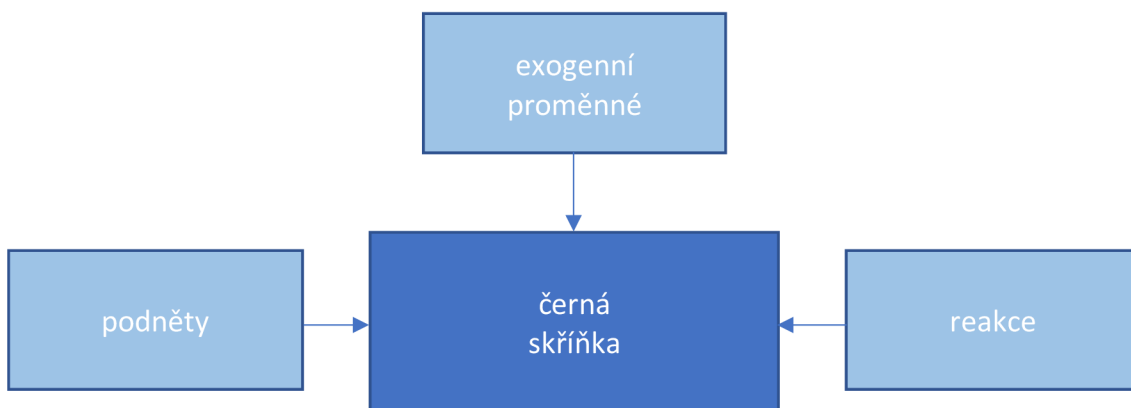 exogenní
proměnné
podněty
černá
skříňka
reakce